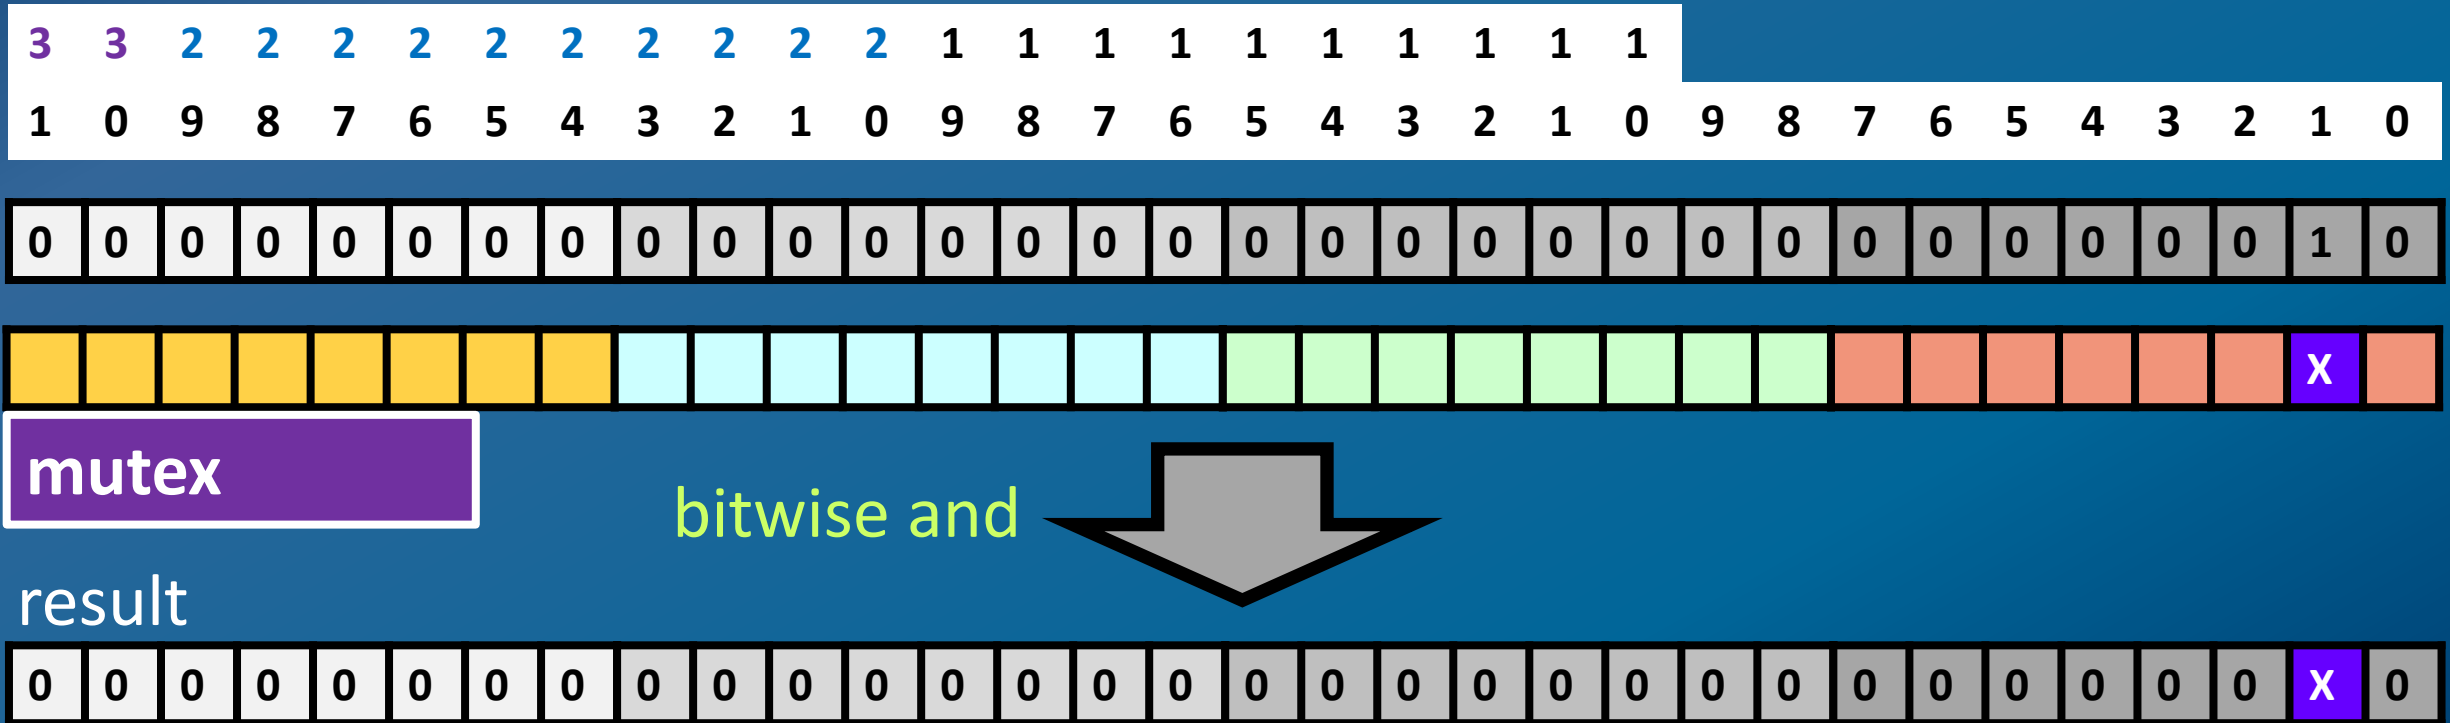 3 3 2 2 2 2 2 2 2 2 2 2 1 1 1 1 1 1 1 1 1 1
1 0 9 8 7 6 5 4 3 2 1 0 9 8 7 6 5 4 3 2 1 0 9 8 7 6 5 4 3 2 1 0
0 0 0 0 0 0 0 0 0 0 0 0 0 0 0 0 0 0 0 0 0 0 0 0 0 0 0 0 0 0 1 0
X
mutex
bitwise and
result
0 0 0 0 0 0 0 0 0 0 0 0 0 0 0 0 0 0 0 0 0 0 0 0 0 0 0 0 0 0 X 0